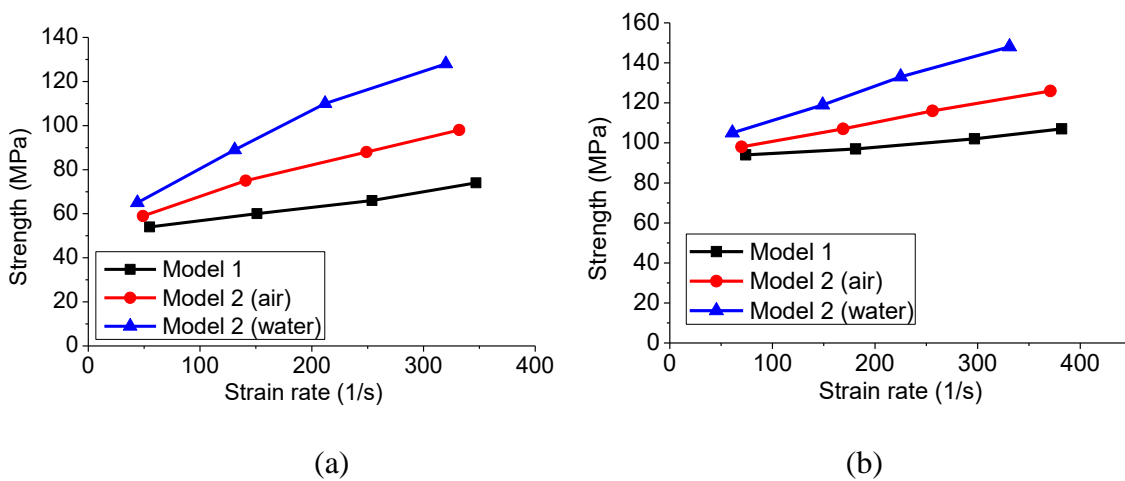 140
120
100
80
60
40
20
0
Strength (MPa)
Model 1
Model 2 (air)
Model 2 (water)
0 100 200 300 400
Strain rate (1/s)
(a)
160
140
120
100
80
60
40
20
0
Strength (MPa)
Model 1
Model 2 (air)
Model 2 (water)
0 100 200 300 400
Strain rate (1/s)
(b)